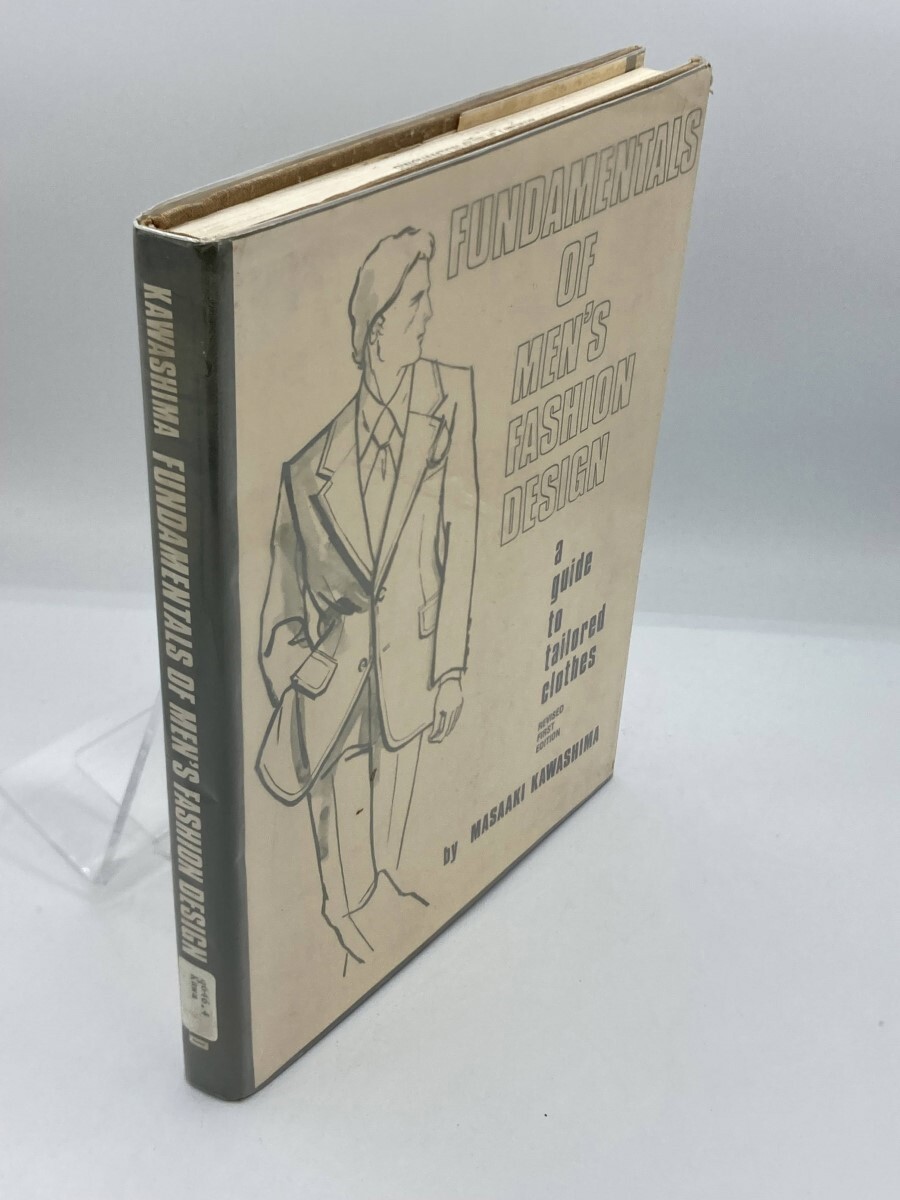 KAWASHIMA FUNDAMENTALS OF MEN'S FASHION DESIGN
FUNDAMENTALS
OF
MEN'S
FASHION
DESIGN
a
guide
to
tailored
clothes
REVISED
FIRST
EDITION
by MASAAKI KAWASHIMA